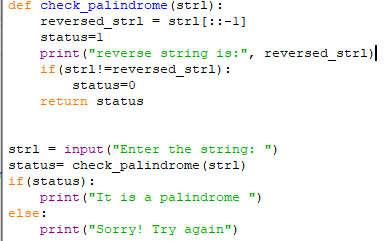 def check_palindrome(strl):
    reversed_strl = strl[::-1]
    status=1
    print("reverse string is:", reversed_strl)
    if(strl!=reversed_strl):
        status=0
    return status
strl = input("Enter the string: ")
status= check_palindrome(strl)
if(status):
    print("It is a palindrome ")
else:
    print("Sorry! Try again")